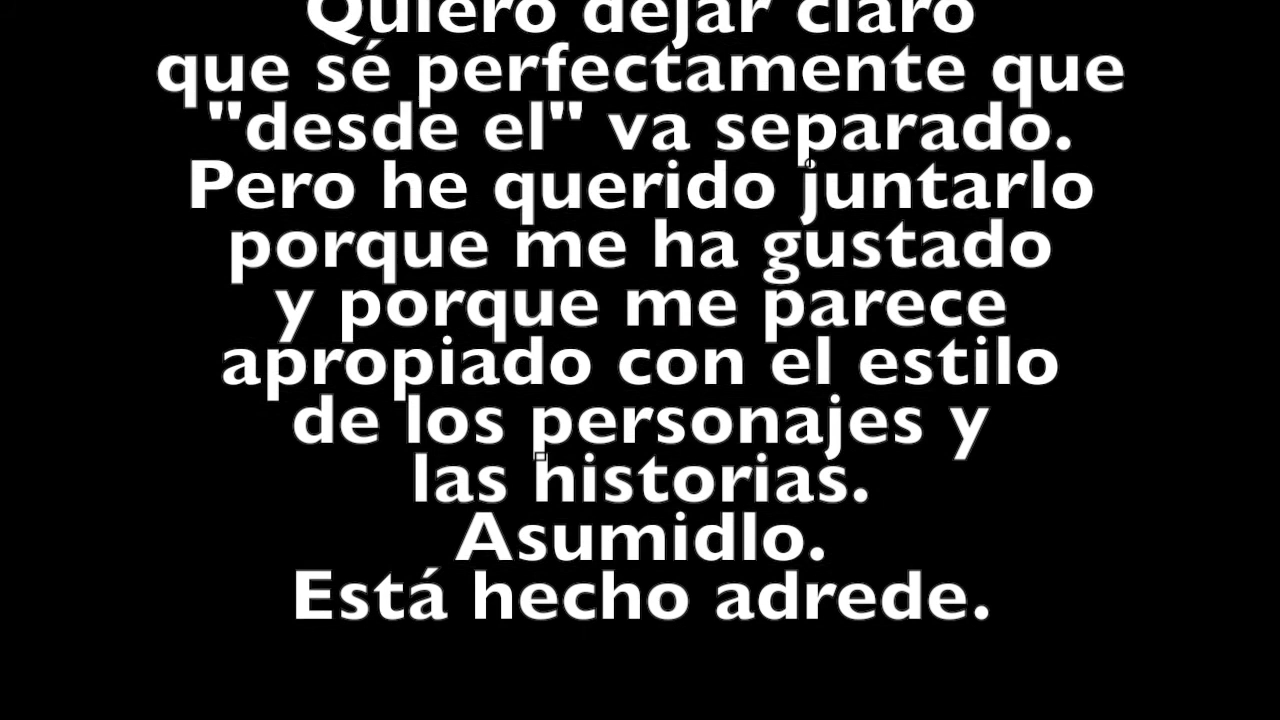 Quiero dejar claro
que sé perfectamente que
"desde el" va separado.
Pero he querido juntarlo
porque me ha gustado
y porque me parece
apropiado con el estilo
de los personajes y
las historias.
Asumidlo.
Está hecho adrede.